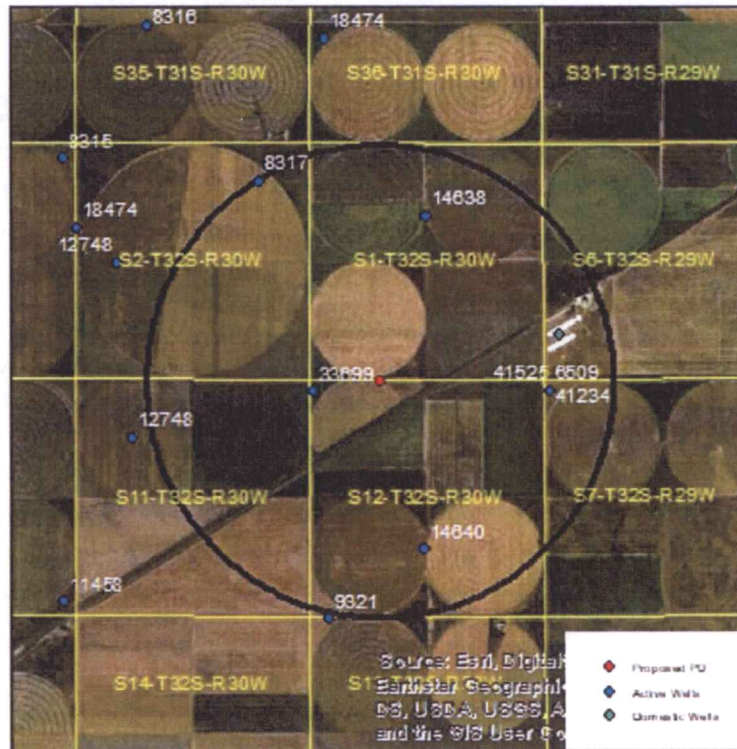 8316
18474
S35-T31S-R30W
S36-T31S-R30W
S31-T31S-R29W
8315
8317
18474
14638
12748
S2-T32S-R30W
S1-T32S-R30W
S6-T32S-R29W
33699
41525 6509
41234
12748
S11-T32S-R30W
S12-T32S-R30W
S7-T32S-R29W
14640
11458
9321
S14-T32S-R30W
Source: Esri,
Earthstar
DS, USDA, USGS, A
and the GIS User
Proposed PD
Active Wells
Domestic Wells